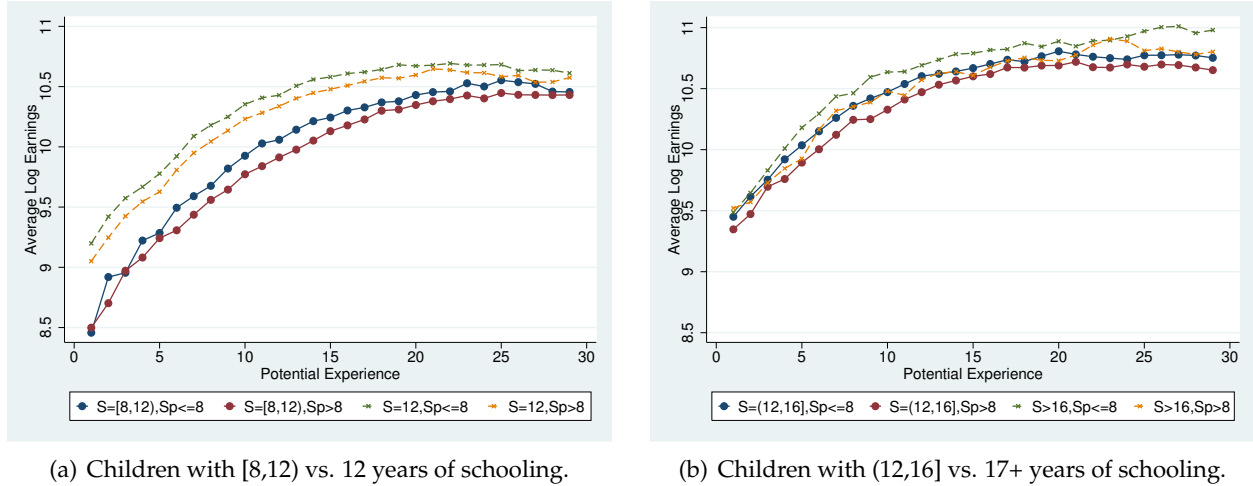 Average Log Earnings
11
10.5
10
9.5
9
8.5
0 5 10 15 20 25 30
Potential Experience
S=[8,12),Sp<=8 S=[8,12),Sp>8 S=12,Sp<=8 S=12,Sp>8
(a) Children with [8,12) vs. 12 years of schooling.
Average Log Earnings
11
10.5
10
9.5
9
8.5
0 5 10 15 20 25 30
Potential Experience
S=(12,16],Sp<=8 S=(12,16],Sp>8 S>16,Sp<=8 S>16,Sp>8
(b) Children with (12,16] vs. 17+ years of schooling.